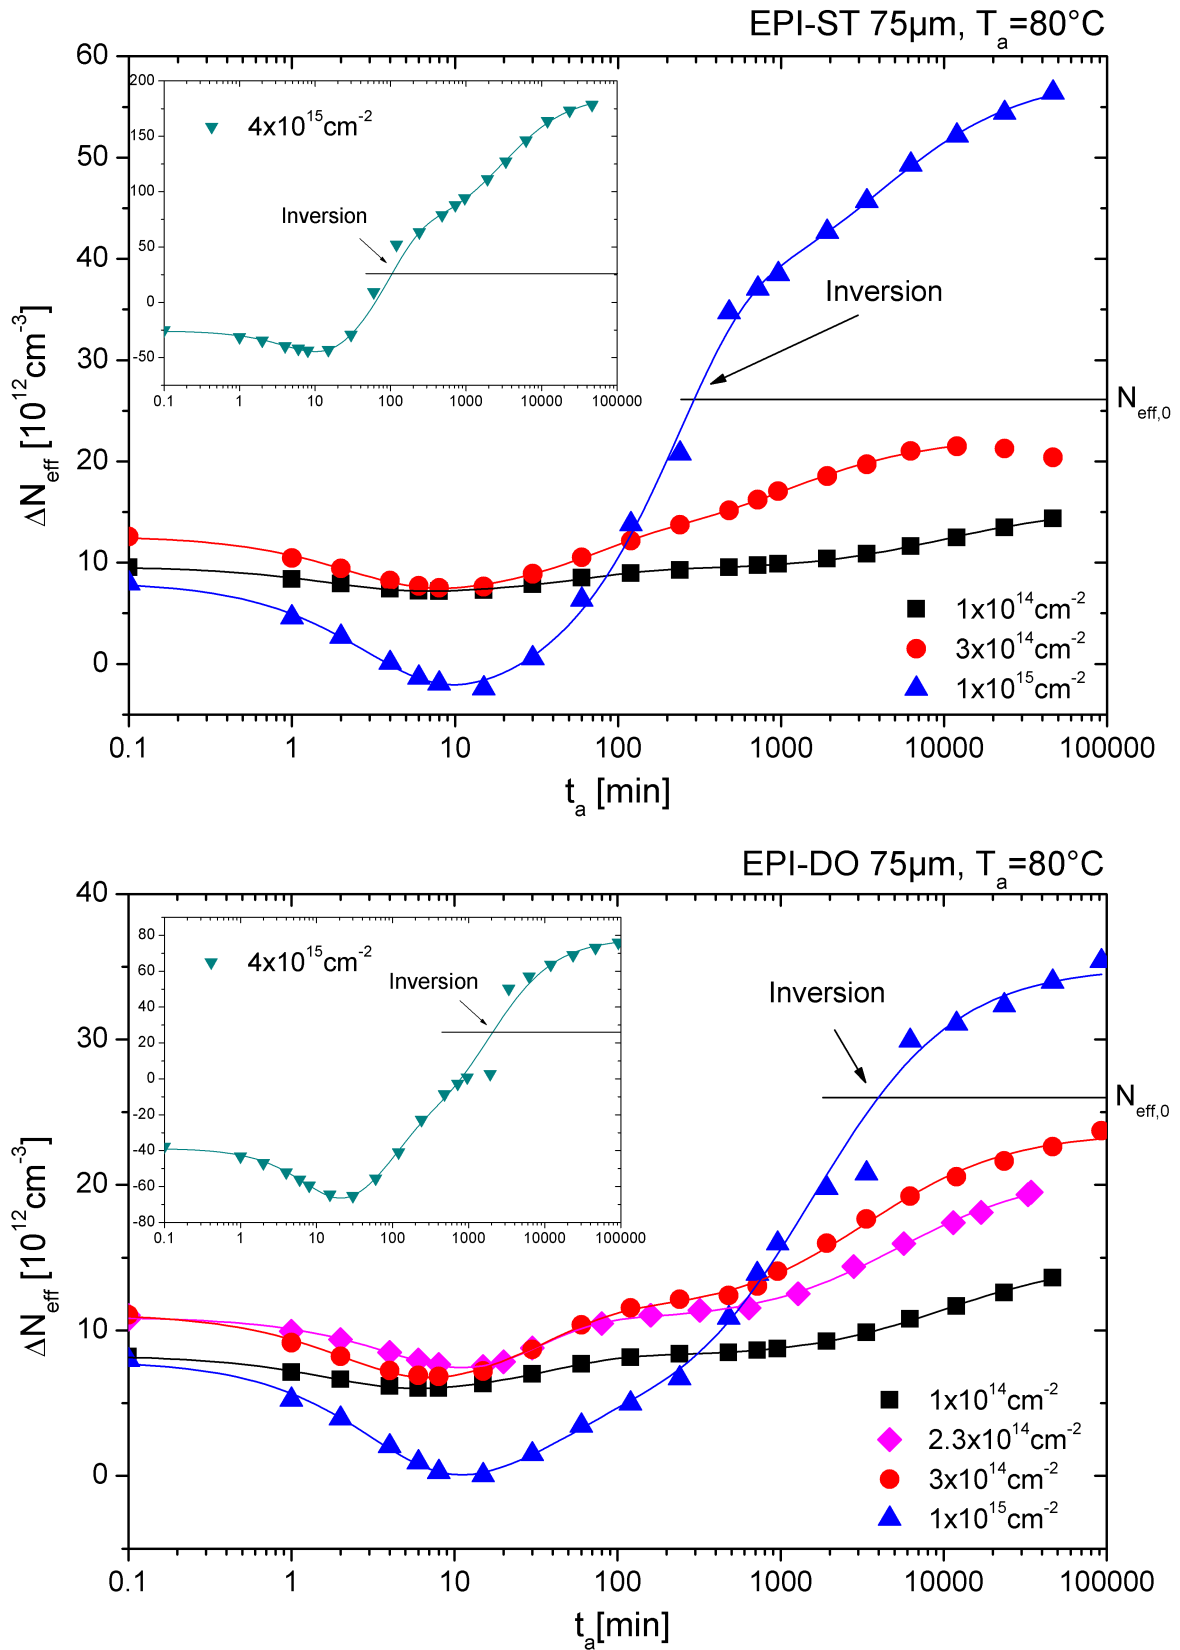 EPI-ST 75µm, Tₐ=80°C
60
50
40
30
20
10
0
ΔN_eff [10¹²cm⁻³]
200
150
100
50
0
-50
4x10¹⁵cm⁻²
Inversion
0.1 1 10 100 1000 10000 100000
Inversion
N_eff,0
1x10¹⁴cm⁻²
3x10¹⁴cm⁻²
1x10¹⁵cm⁻²
0.1 1 10 100 1000 10000 100000
tₐ [min]
EPI-DO 75µm, Tₐ=80°C
40
30
20
10
0
ΔN_eff [10¹²cm⁻³]
80
60
40
20
0
-20
-40
-60
-80
4x10¹⁵cm⁻²
Inversion
0.1 1 10 100 1000 10000 100000
Inversion
N_eff,0
1x10¹⁴cm⁻²
2.3x10¹⁴cm⁻²
3x10¹⁴cm⁻²
1x10¹⁵cm⁻²
0.1 1 10 100 1000 10000 100000
tₐ[min]